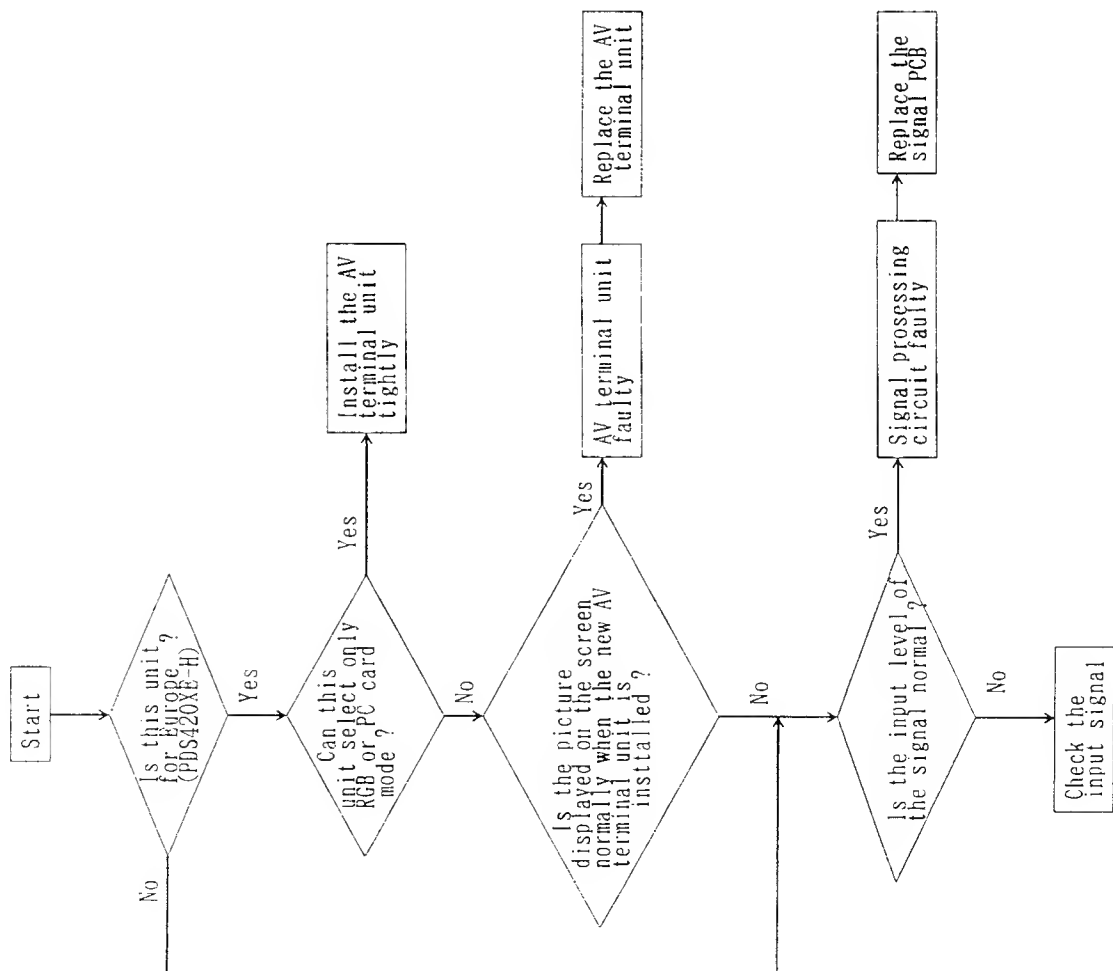 Start
Is this unit
for Europe ?
(PDS420XE-H)
No
Yes
Can this
unit select only
RGB or PC card
mode ?
Yes
Install the AV
terminal unit
tightly
No
Is the picture
displayed on the screen
normally when the new AV
terminal unit is
insttalled ?
Yes
AV terminal unit
faulty
Replace the AV
terminal unit
No
Is the input level of
the signal normal ?
Yes
Signal prosessing
circuit faulty
Replace the
signal PCB
No
Check the
input signal